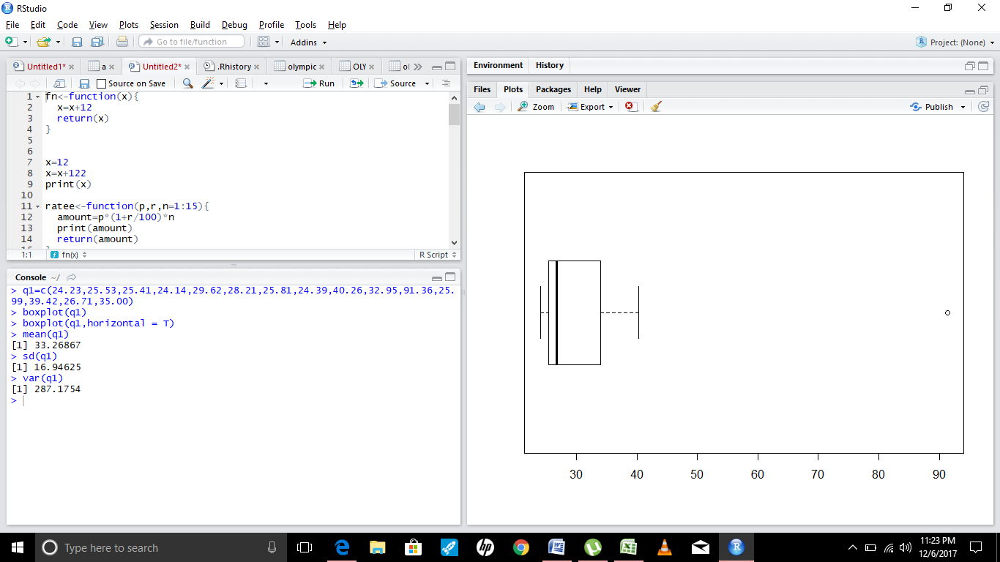 RStudio
File Edit Code View Plots Session Build Debug Profile Tools Help
Go to file/function Addins Project: (None)
Untitled1* a Untitled2* .Rhistory olympic OLY ol
Source on Save Run Source
1 fn<-function(x){
2 x=x+12
3 return(x)
4 }
5
6
7 x=12
8 x=x+122
9 print(x)
10
11 ratee<-function(p,r,n=1:15){
12 amount=p*(1+r/100)*n
13 print(amount)
14 return(amount)
15 }
1:1 fn(x) R Script
Console ~/
> q1=c(24.23,25.53,25.41,24.14,29.62,28.21,25.81,24.39,40.26,32.95,91.36,25.
99,39.42,26.71,35.00)
> boxplot(q1)
> boxplot(q1,horizontal = T)
> mean(q1)
[1] 33.26867
> sd(q1)
[1] 16.94625
> var(q1)
[1] 287.1754
>
Environment History
Files Plots Packages Help Viewer
Zoom Export Publish
30 40 50 60 70 80 90
Type here to search
11:23 PM
12/6/2017